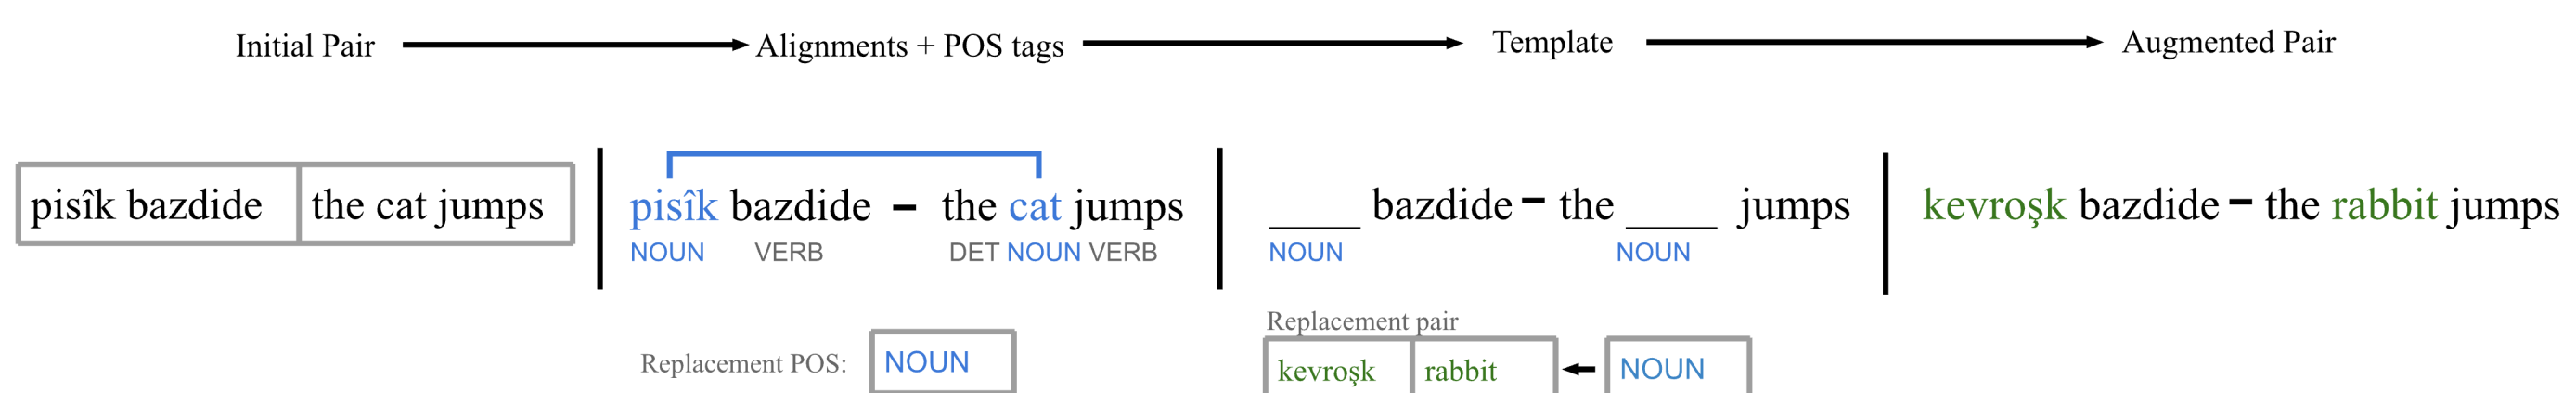 Initial Pair Alignments + POS tags Template Augmented Pair
pisîk bazdide the cat jumps
pisîk bazdide – the cat jumps
NOUN VERB DET NOUN VERB
Replacement POS: NOUN
____ bazdide – the ____ jumps
NOUN NOUN
Replacement pair
kevroşk rabbit NOUN
kevroşk bazdide – the rabbit jumps